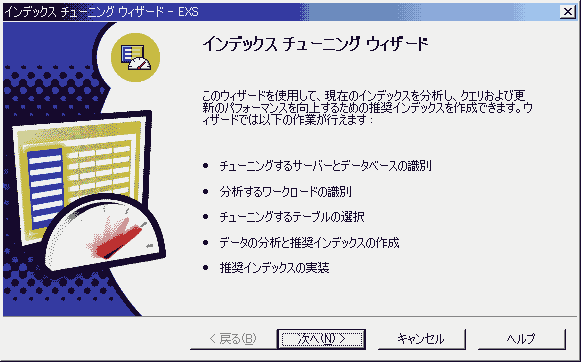 インデックス チューニング ウィザード - EXS
インデックス チューニング ウィザード
このウィザードを使用して、現在のインデックスを分析し、クエリおよび更
新のパフォーマンスを向上するための推奨インデックスを作成できます。ウ
ィザードでは以下の作業が行えます :
• チューニングするサーバーとデータベースの識別
• 分析するワークロードの識別
• チューニングするテーブルの選択
• データの分析と推奨インデックスの作成
• 推奨インデックスの実装
< 戻る(B) 次へ(N) > キャンセル ヘルプ